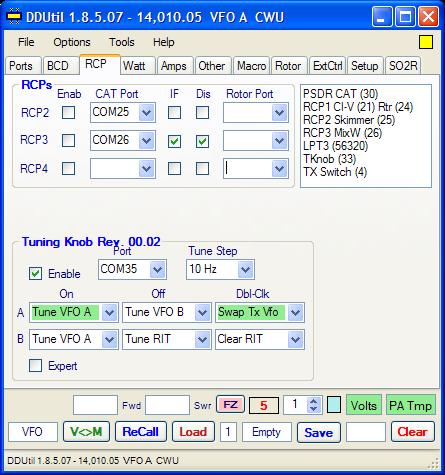 DDUtil 1.8.5.07 - 14,010.05 VFO A CWU
File Options Tools Help
Ports BCD RCP Watt Amps Other Macro Rotor ExtCtrl Setup SO2R
RCPs
Enab CAT Port IF Dis Rotor Port
RCP2 COM25
RCP3 COM26
RCP4
PSDR CAT (30)
RCP1 CI-V (21) Rtr (24)
RCP2 Skimmer (25)
RCP3 MixW (26)
LPT3 (56320)
TKnob (33)
TX Switch (4)
Tuning Knob Rev. 00.02
Port Tune Step
Enable COM35 10 Hz
On Off Dbl-Clk
A Tune VFO A Tune VFO B Swap Tx Vfo
B Tune VFO A Tune RIT Clear RIT
Expert
Fwd Swr FZ 5 1 Volts PA Tmp
VFO V<>M ReCall Load 1 Empty Save Clear
DDUtil 1.8.5.07 - 14,010.05 VFO A CWU